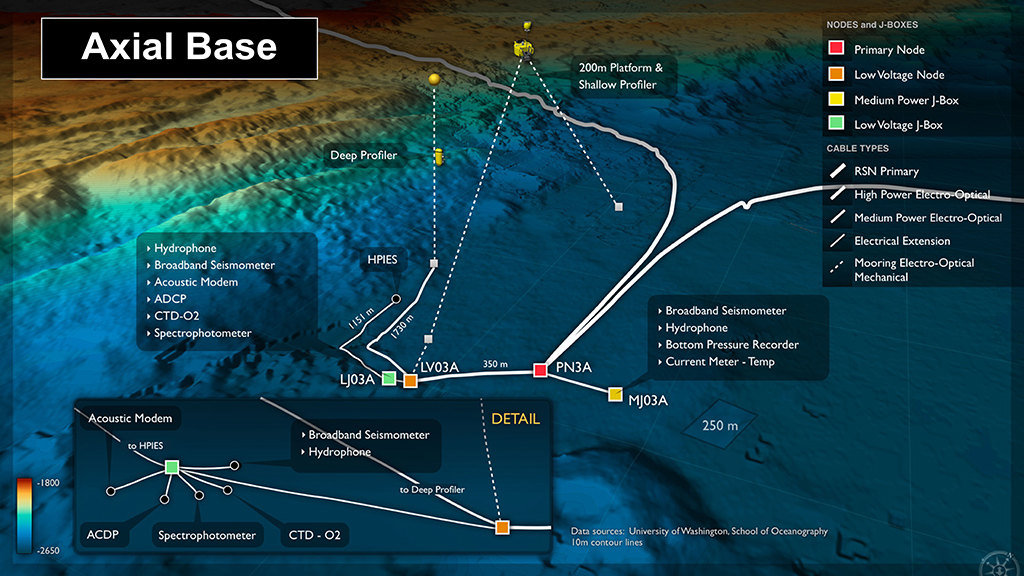 Axial Base
NODES and J-BOXES
Primary Node
Low Voltage Node
Medium Power J-Box
Low Voltage J-Box
CABLE TYPES
RSN Primary
High Power Electro-Optical
Medium Power Electro-Optical
Electrical Extension
Mooring Electro-Optical
Mechanical
200m Platform &
Shallow Profiler
Deep Profiler
Hydrophone
Broadband Seismometer
Acoustic Modem
ADCP
CTD-O2
Spectrophotometer
HPIES
1151 m
1730 m
LJ03A
LV03A
350 m
PN3A
MJ03A
Broadband Seismometer
Hydrophone
Bottom Pressure Recorder
Current Meter - Temp
250 m
DETAIL
Acoustic Modem
to HPIES
Broadband Seismometer
Hydrophone
to Deep Profiler
ACDP
Spectrophotometer
CTD - O2
-1800
-2650
Data sources: University of Washington, School of Oceanography
10m contour lines
N